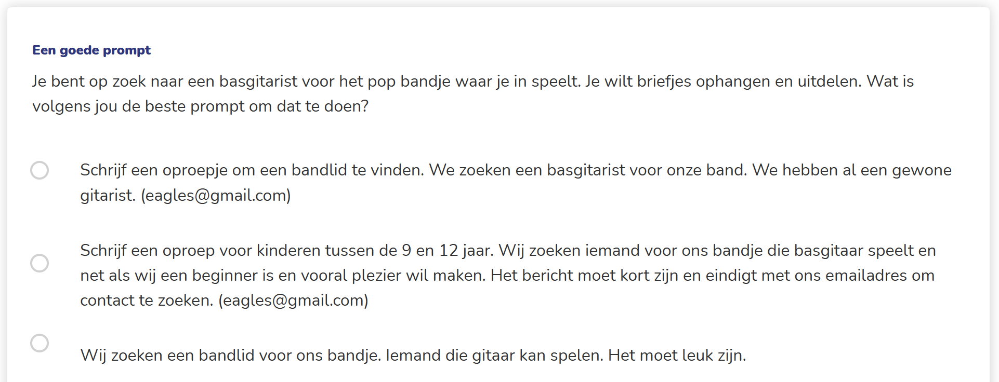 Een goede prompt
Je bent op zoek naar een basgitarist voor het pop bandje waar je in speelt. Je wilt briefjes ophangen en uitdelen. Wat is
volgens jou de beste prompt om dat te doen?
Schrijf een oproepje om een bandlid te vinden. We zoeken een basgitarist voor onze band. We hebben al een gewone
gitarist. (eagles@gmail.com)
Schrijf een oproep voor kinderen tussen de 9 en 12 jaar. Wij zoeken iemand voor ons bandje die basgitaar speelt en
net als wij een beginner is en vooral plezier wil maken. Het bericht moet kort zijn en eindigt met ons emailadres om
contact te zoeken. (eagles@gmail.com)
Wij zoeken een bandlid voor ons bandje. Iemand die gitaar kan spelen. Het moet leuk zijn.